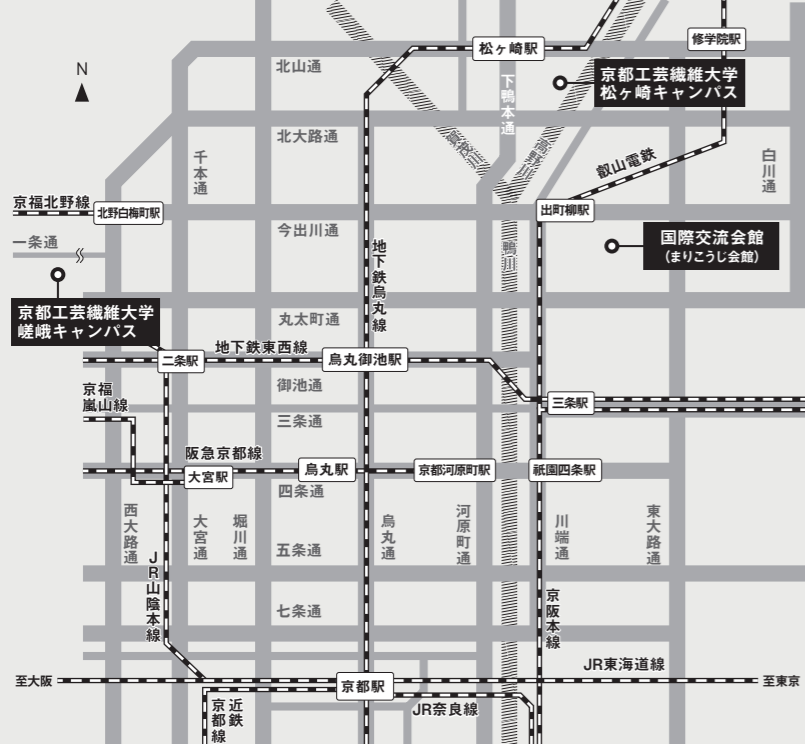 松ヶ崎駅
修学院駅
N
北山通
下鴨本通
京都工芸繊維大学
松ヶ崎キャンパス
北大路通
賀茂川
高野川
千本通
叡山電鉄
白川通
京福北野線
北野白梅町駅
出町柳駅
一条通
今出川通
地下鉄烏丸線
鴨川
国際交流会館
(まりこうじ会館)
京都工芸繊維大学
嵯峨キャンパス
丸太町通
地下鉄東西線
二条駅
烏丸御池駅
京福
嵐山線
御池通
三条駅
三条通
阪急京都線
大宮駅
烏丸駅
京都河原町駅
祇園四条駅
四条通
西大路通
大宮通
堀川通
烏丸通
河原町通
川端通
東大路通
五条通
JR山陰本線
京阪本線
七条通
JR東海道線
至大阪
京都駅
至東京
近鉄
京都線
JR奈良線